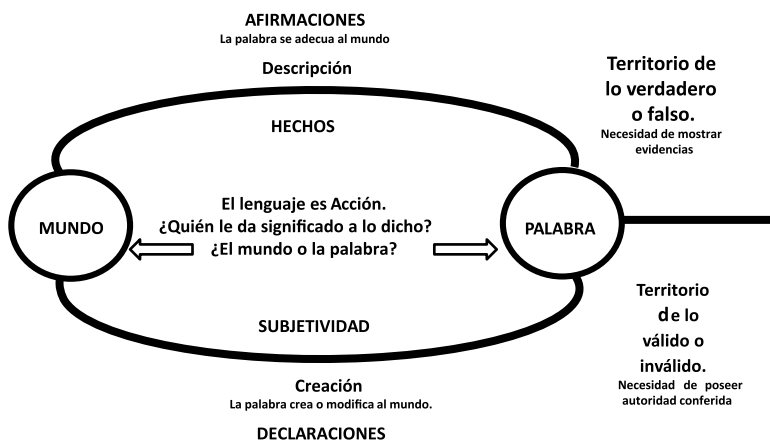 AFIRMACIONES
La palabra se adecua al mundo
Descripción
HECHOS
Territorio de
lo verdadero
o falso.
Necesidad de mostrar
evidencias
MUNDO
El lenguaje es Acción.
¿Quién le da significado a lo dicho?
¿El mundo o la palabra?
PALABRA
SUBJETIVIDAD
Creación
La palabra crea o modifica al mundo.
DECLARACIONES
Territorio
de lo
válido o
inválido.
Necesidad de poseer
autoridad conferida